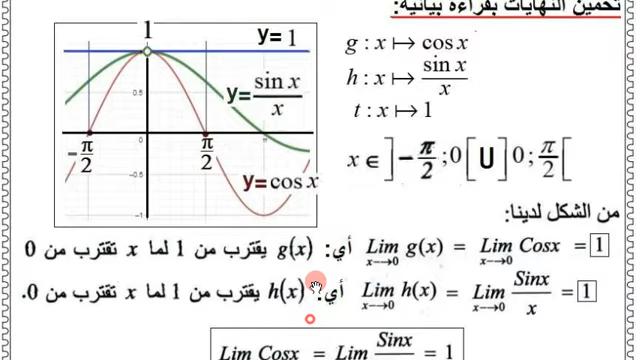 تخمين النهايات بقراءة بيانية:
1
y= 1
y= sin x / x
y=cos x
0.5
-0.5
-1
-π/2
π/2
π
g : x ↦ cos x
h : x ↦ sin x / x
t : x ↦ 1
x ∈ ]-π/2 ;0[ U ]0; π/2[
من الشكل لدينا:
Lim x→0 g(x) = Lim x→0 Cosx = 1 أي: g(x) يقترب من 1 لما x تقترب من 0
Lim x→0 h(x) = Lim x→0 Sinx / x = 1 أي: h(x) يقترب من 1 لما x تقترب من 0.
Lim Cosx = Lim Sinx / x = 1